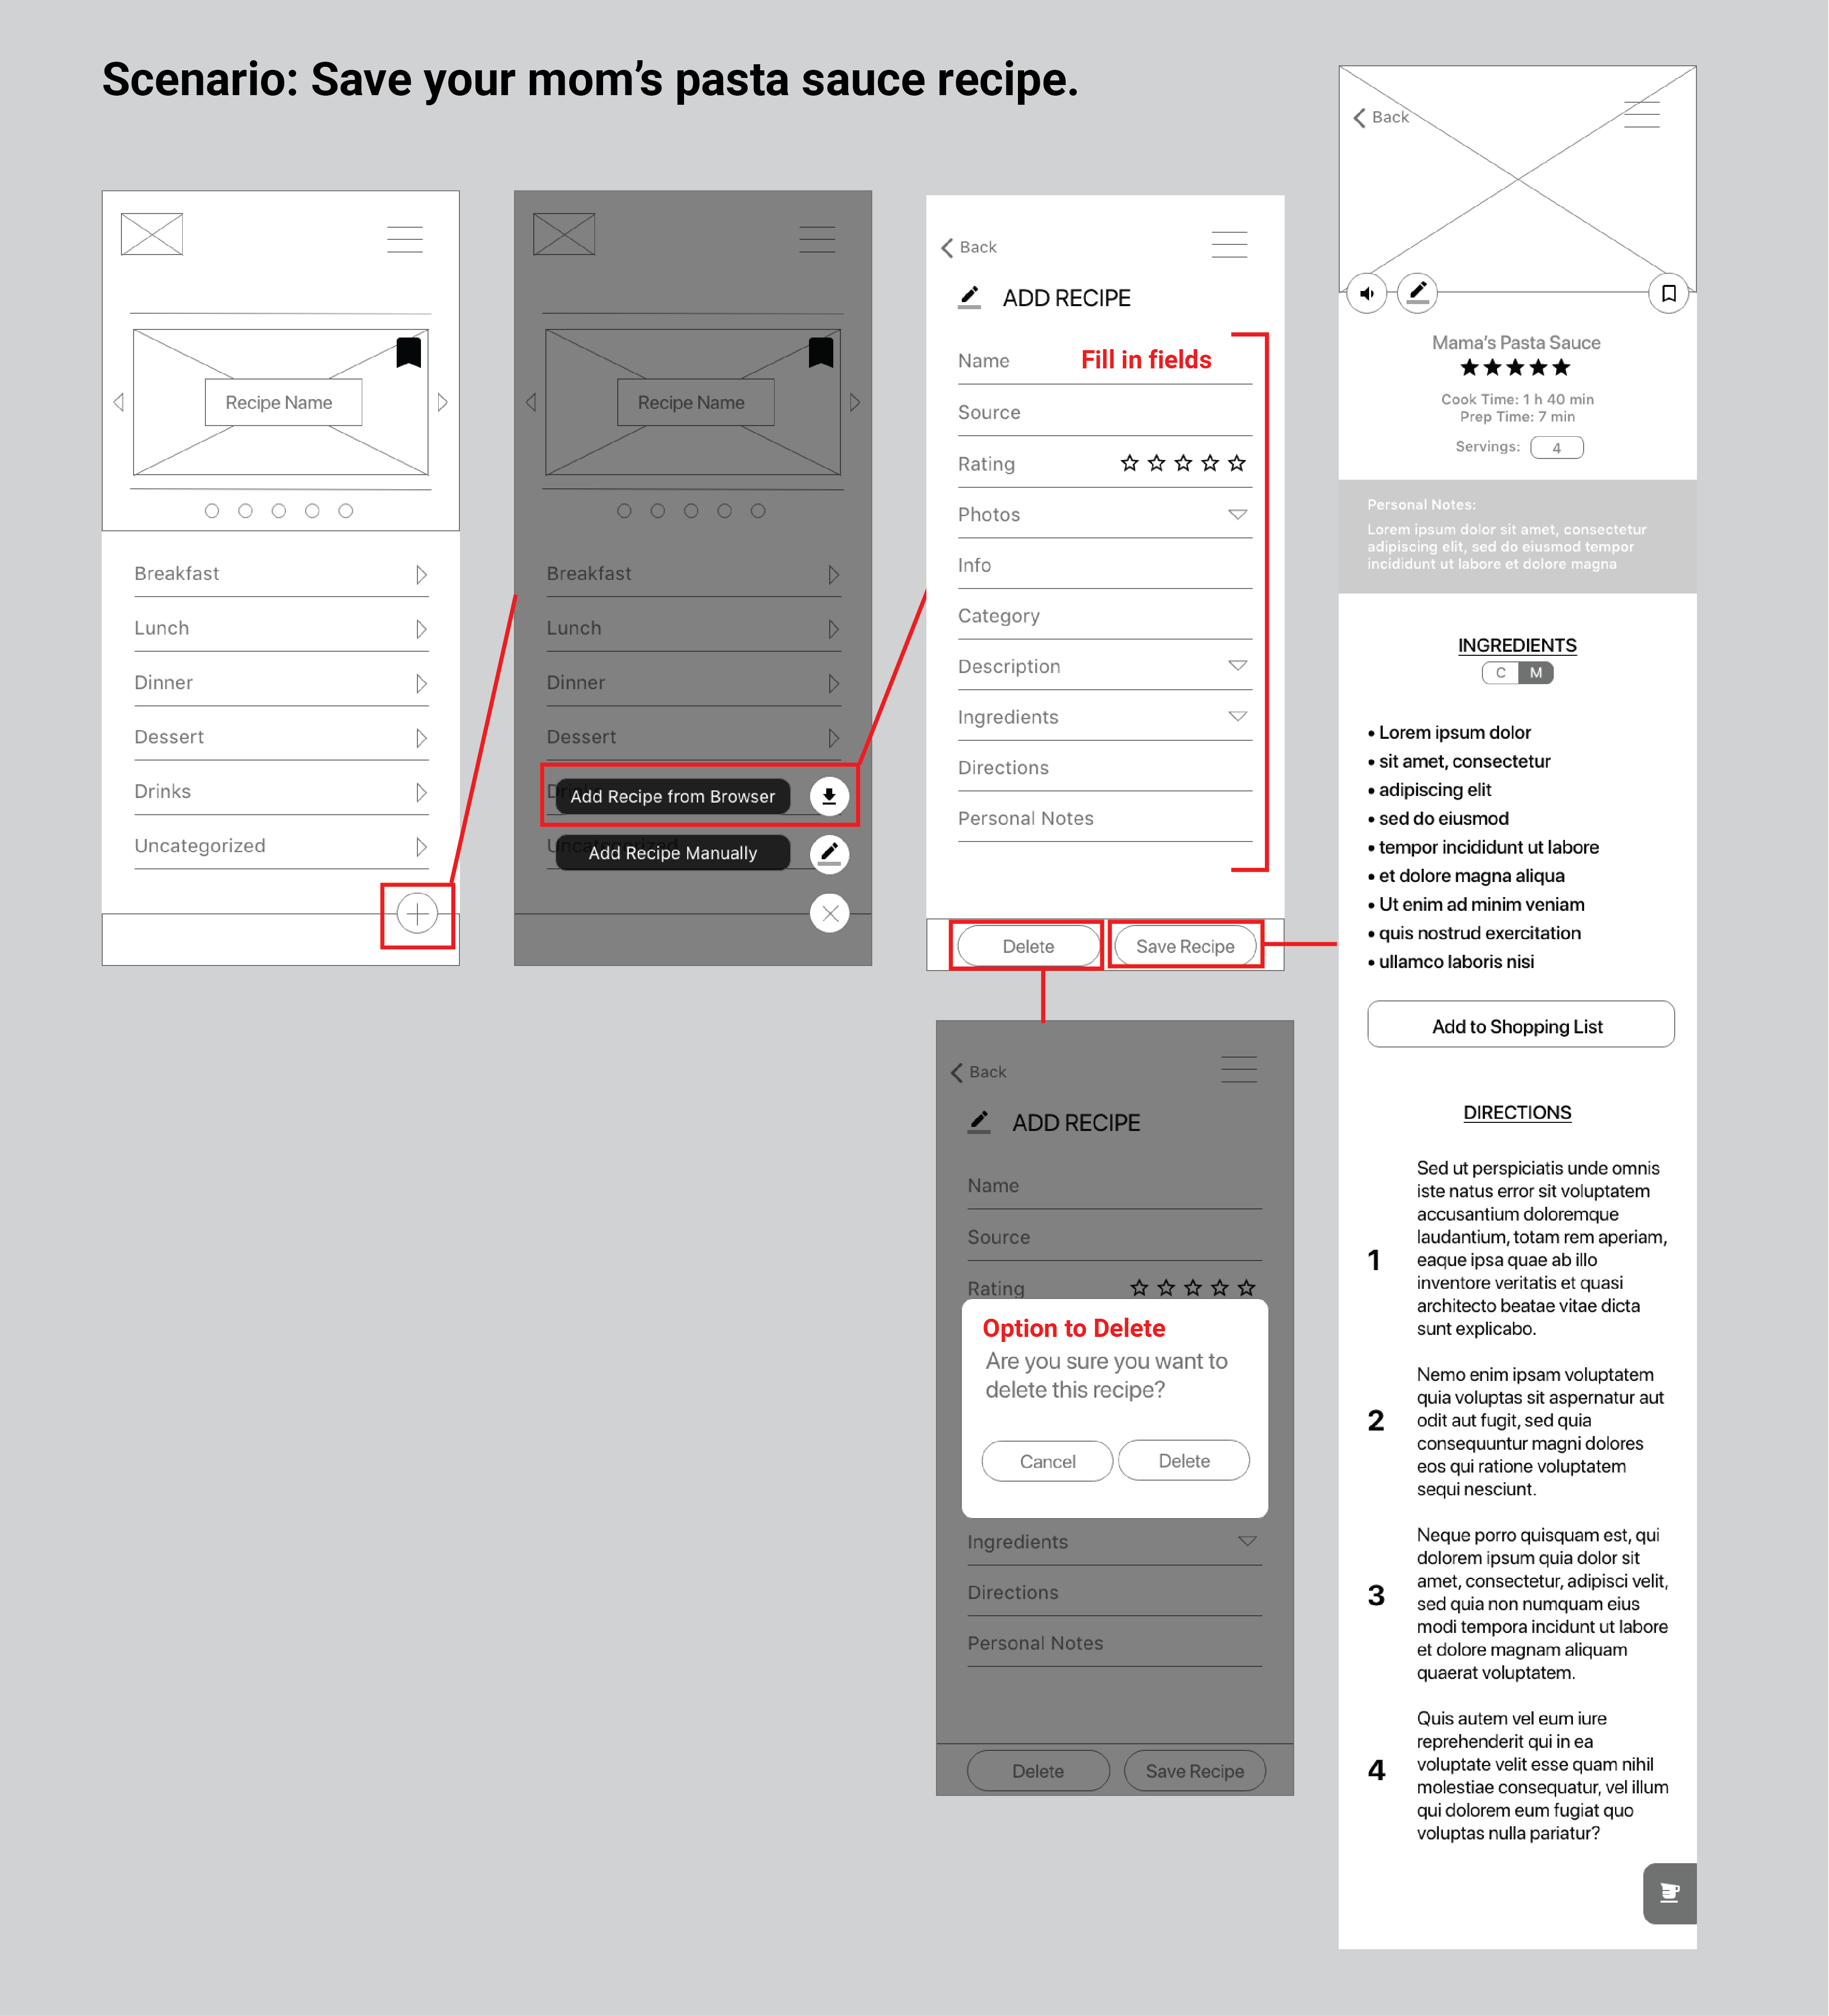 Scenario: Save your mom’s pasta sauce recipe.
Recipe Name
Breakfast
Lunch
Dinner
Dessert
Drinks
Uncategorized
Recipe Name
Breakfast
Lunch
Dinner
Dessert
Add Recipe from Browser
Add Recipe Manually
Back
ADD RECIPE
Name
Fill in fields
Source
Rating
Photos
Info
Category
Description
Ingredients
Directions
Personal Notes
Delete
Save Recipe
Back
ADD RECIPE
Name
Source
Rating
Option to Delete
Are you sure you want to
delete this recipe?
Cancel
Delete
Ingredients
Directions
Personal Notes
Delete
Save Recipe
Back
Mama’s Pasta Sauce
Cook Time: 1 h 40 min
Prep Time: 7 min
Servings: 4
Personal Notes:
Lorem ipsum dolor sit amet, consectetur
adipiscing elit, sed do eiusmod tempor
incididunt ut labore et dolore magna
INGREDIENTS
C M
• Lorem ipsum dolor
• sit amet, consectetur
• adipiscing elit
• sed do eiusmod
• tempor incididunt ut labore
• et dolore magna aliqua
• Ut enim ad minim veniam
• quis nostrud exercitation
• ullamco laboris nisi
Add to Shopping List
DIRECTIONS
1
Sed ut perspiciatis unde omnis
iste natus error sit voluptatem
accusantium doloremque
laudantium, totam rem aperiam,
eaque ipsa quae ab illo
inventore veritatis et quasi
architecto beatae vitae dicta
sunt explicabo.
2
Nemo enim ipsam voluptatem
quia voluptas sit aspernatur aut
odit aut fugit, sed quia
consequuntur magni dolores
eos qui ratione voluptatem
sequi nesciunt.
3
Neque porro quisquam est, qui
dolorem ipsum quia dolor sit
amet, consectetur, adipisci velit,
sed quia non numquam eius
modi tempora incidunt ut labore
et dolore magnam aliquam
quaerat voluptatem.
4
Quis autem vel eum iure
reprehenderit qui in ea
voluptate velit esse quam nihil
molestiae consequatur, vel illum
qui dolorem eum fugiat quo
voluptas nulla pariatur?